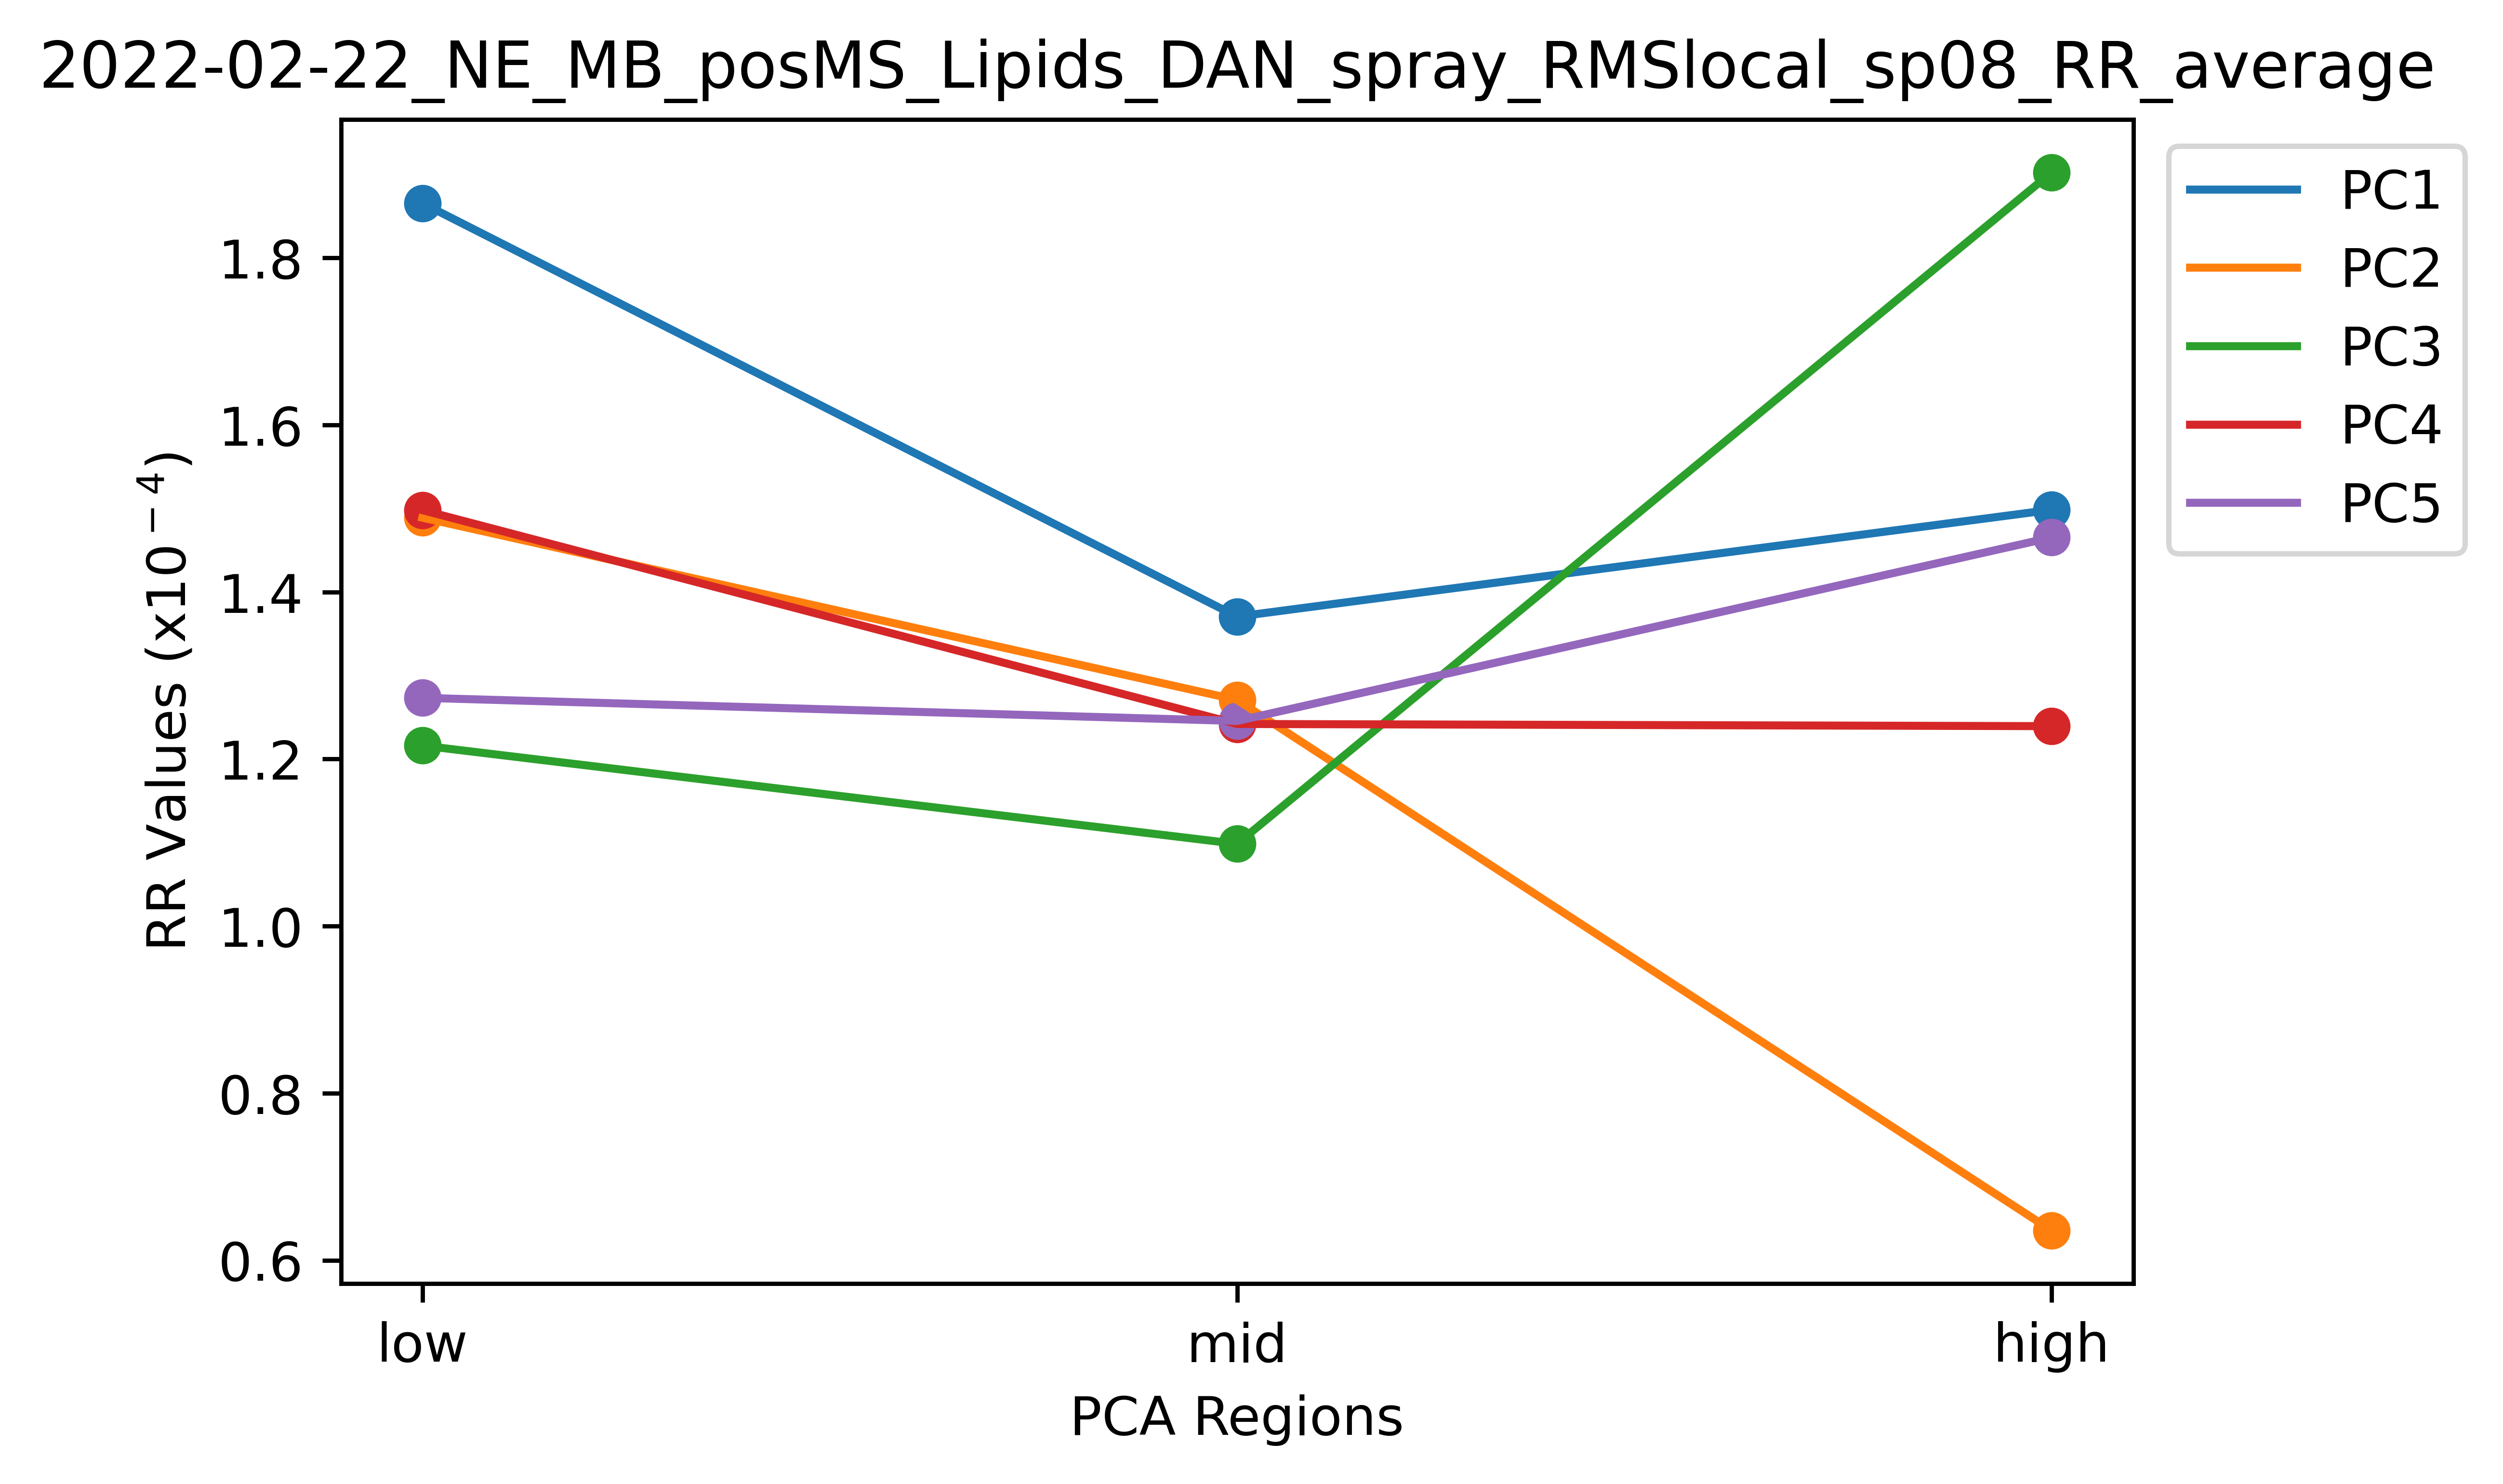 2022-02-22_NE_MB_posMS_Lipids_DAN_spray_RMSlocal_sp08_RR_average
RR Values (x10⁻⁴)
1.8
1.6
1.4
1.2
1.0
0.8
0.6
low
mid
high
PCA Regions
PC1
PC2
PC3
PC4
PC5